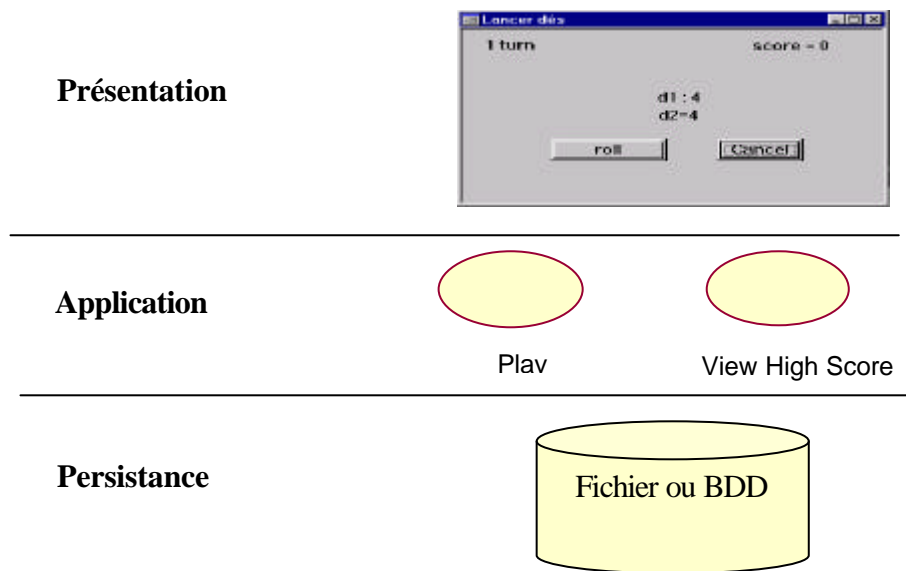 Lancer dés
1 turn score = 0
Présentation
d1 : 4
d2=4
roll Cancel
Application
Plav View High Score
Persistance
Fichier ou BDD